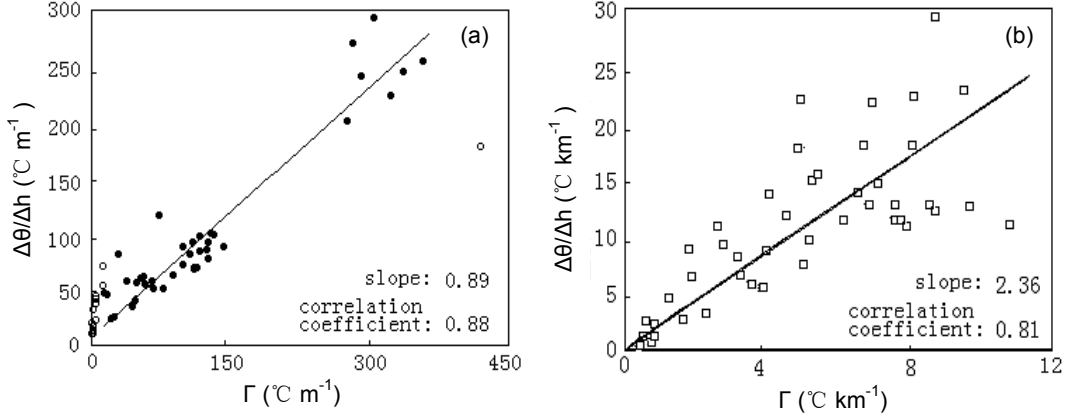 300
(a)
250
200
150
100
50
0
Δθ/Δh (℃ m⁻¹)
slope: 0.89
correlation
coefficient: 0.88
0
150
300
450
Γ (℃ m⁻¹)
30
(b)
25
20
15
10
5
0
Δθ/Δh (℃ km⁻¹)
slope: 2.36
correlation
coefficient: 0.81
0
4
8
12
Γ (℃ km⁻¹)